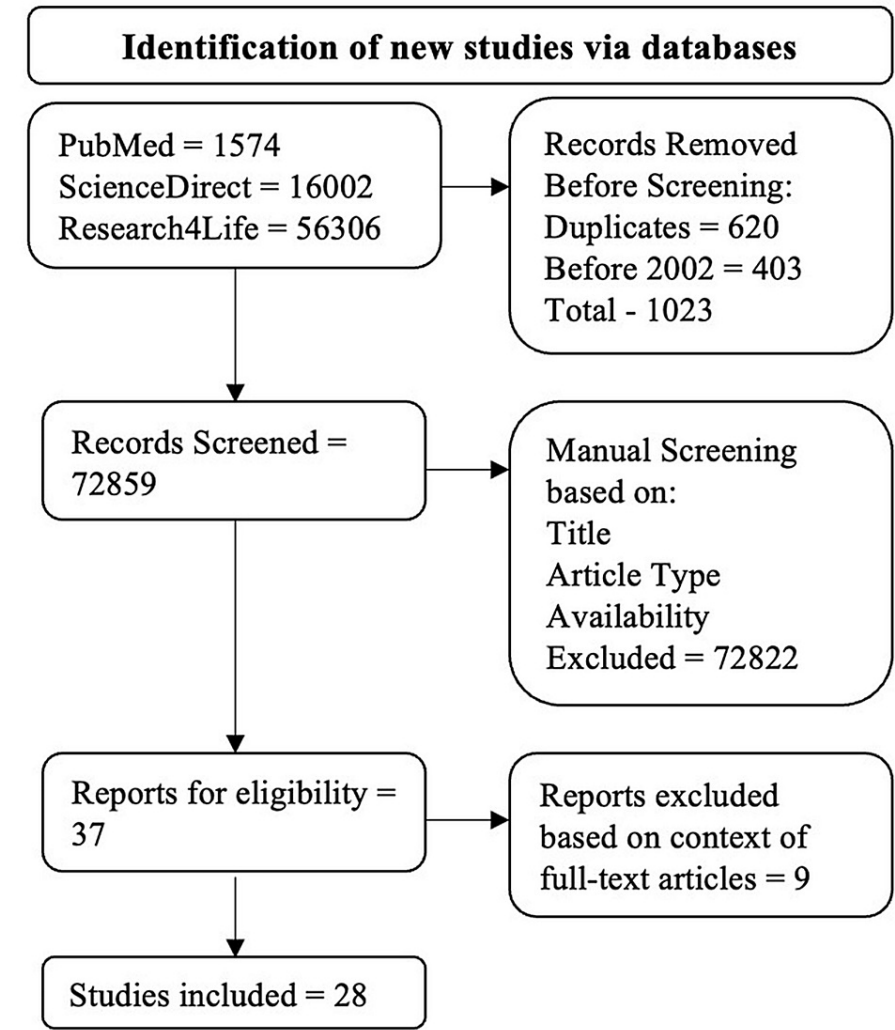 Identification of new studies via databases
PubMed = 1574
ScienceDirect = 16002
Research4Life = 56306
Records Removed
Before Screening:
Duplicates = 620
Before 2002 = 403
Total - 1023
Records Screened =
72859
Manual Screening
based on:
Title
Article Type
Availability
Excluded = 72822
Reports for eligibility =
37
Reports excluded
based on context of
full-text articles = 9
Studies included = 28